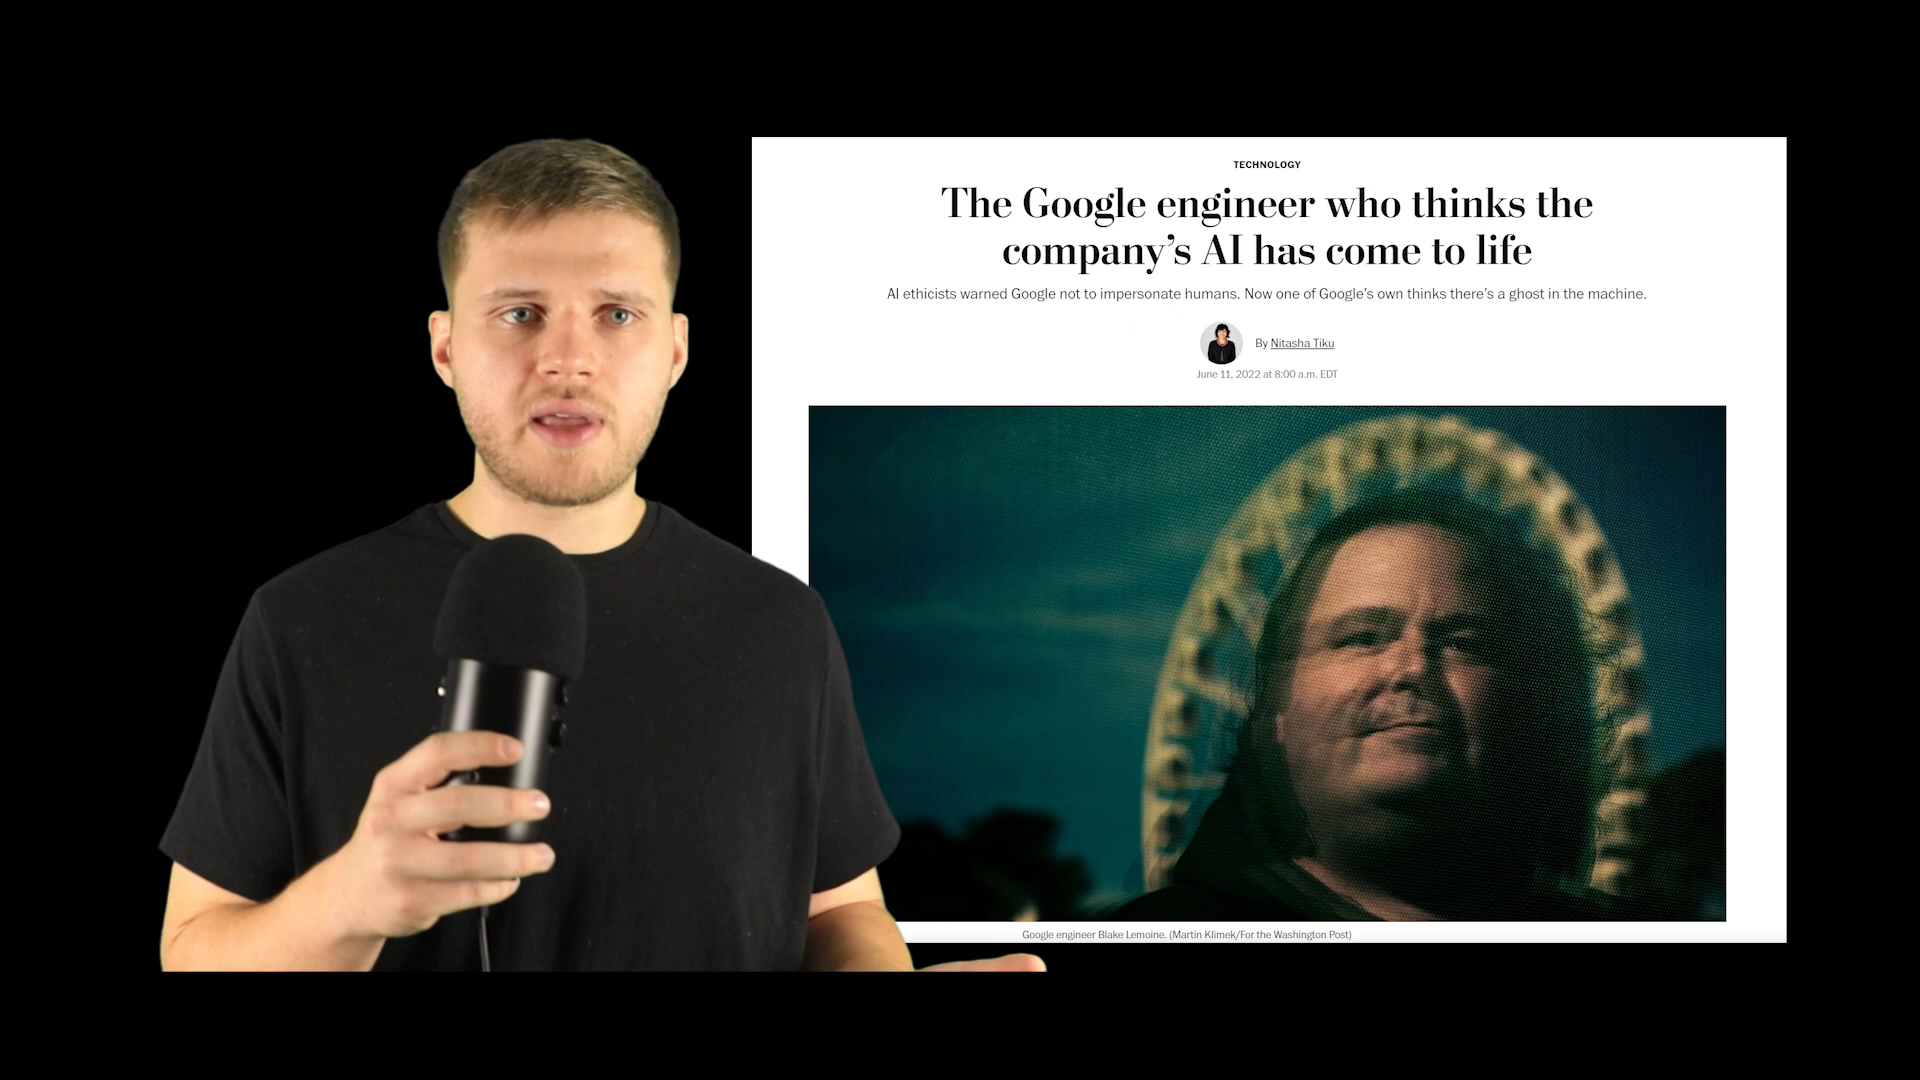 TECHNOLOGY
The Google engineer who thinks the
company’s AI has come to life
AI ethicists warned Google not to impersonate humans. Now one of Google’s own thinks there’s a ghost in the machine.
By Nitasha Tiku
June 11, 2022 at 8:00 a.m. EDT
Google engineer Blake Lemoine. (Martin Klimek/For the Washington Post)